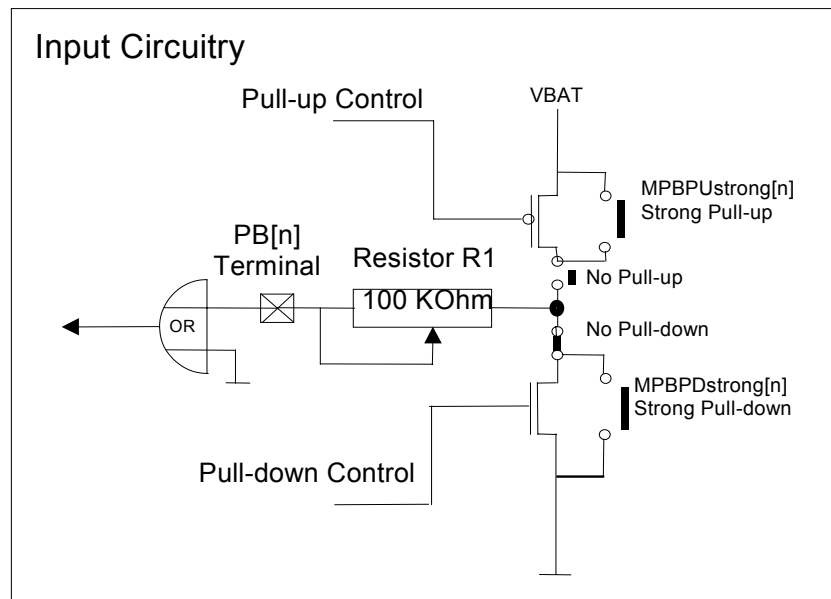 Input Circuitry
Pull-up Control
VBAT
MPBPUstrong[n]
Strong Pull-up
PB[n]
Terminal
Resistor R1
100 KOhm
No Pull-up
OR
No Pull-down
MPBPDstrong[n]
Strong Pull-down
Pull-down Control